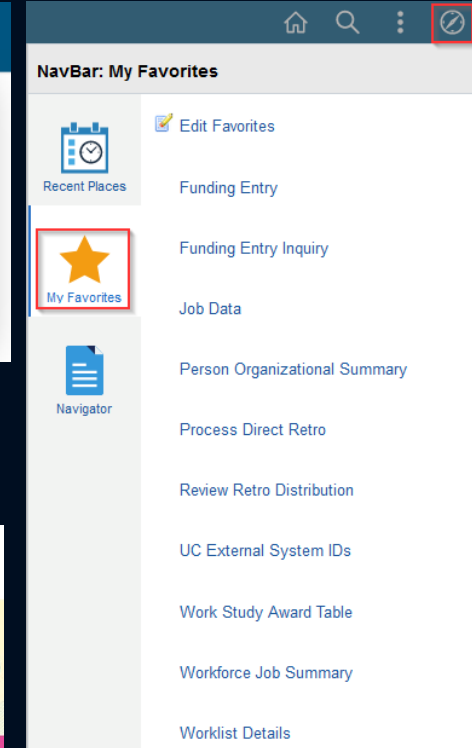 NavBar: My Favorites
Recent Places
My Favorites
Navigator
Edit Favorites
Funding Entry
Funding Entry Inquiry
Job Data
Person Organizational Summary
Process Direct Retro
Review Retro Distribution
UC External System IDs
Work Study Award Table
Workforce Job Summary
Worklist Details